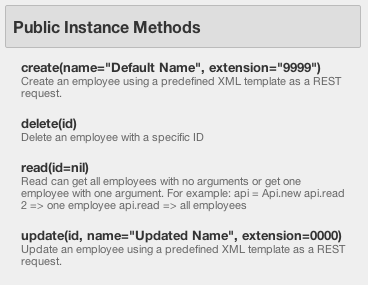 Public Instance Methods
create(name="Default Name", extension="9999")
Create an employee using a predefined XML template as a REST
request.
delete(id)
Delete an employee with a specific ID
read(id=nil)
Read can get all employees with no arguments or get one
employee with one argument. For example: api = Api.new api.read
2 => one employee api.read => all employees
update(id, name="Updated Name", extension=0000)
Update an employee using a predefined XML template as a REST
request.